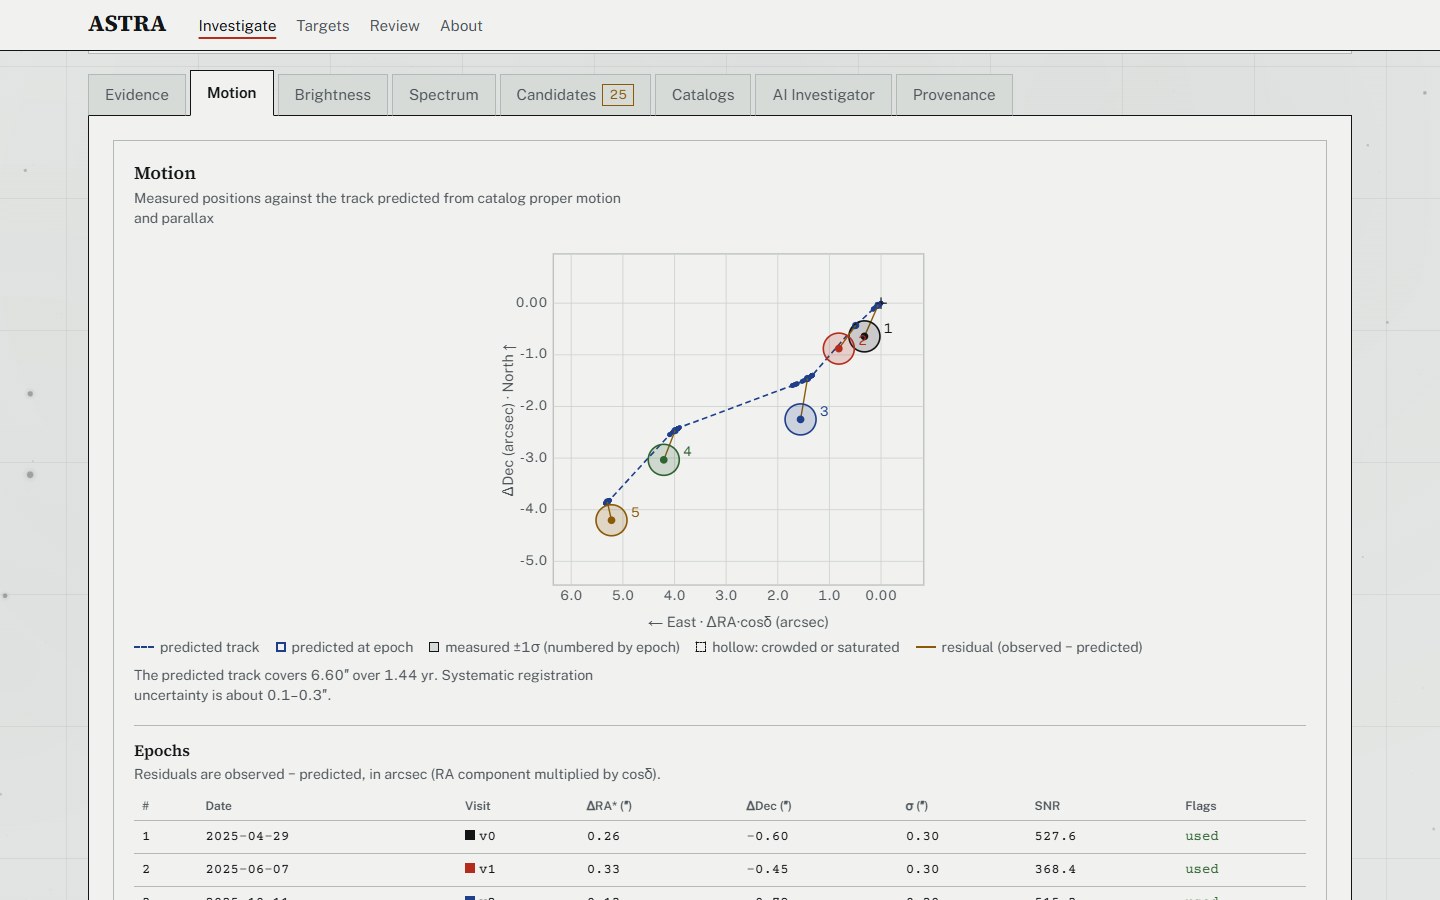 ASTRA Investigate Targets Review About
Evidence Motion Brightness Spectrum Candidates 25 Catalogs AI Investigator Provenance
Motion
Measured positions against the track predicted from catalog proper motion
and parallax
ΔDec (arcsec) · North ↑
0.00
-1.0
-2.0
-3.0
-4.0
-5.0
1
2
3
4
5
6.0 5.0 4.0 3.0 2.0 1.0 0.00
← East · ΔRA·cosδ (arcsec)
predicted track predicted at epoch measured ±1σ (numbered by epoch) hollow: crowded or saturated residual (observed − predicted)
The predicted track covers 6.60″ over 1.44 yr. Systematic registration
uncertainty is about 0.1–0.3″.
Epochs
Residuals are observed − predicted, in arcsec (RA component multiplied by cosδ).
# Date Visit ΔRA* (″) ΔDec (″) σ (″) SNR Flags
1 2025-04-29 v0 0.26 −0.60 0.30 527.6 used
2 2025-06-07 v1 0.33 −0.45 0.30 368.4 used